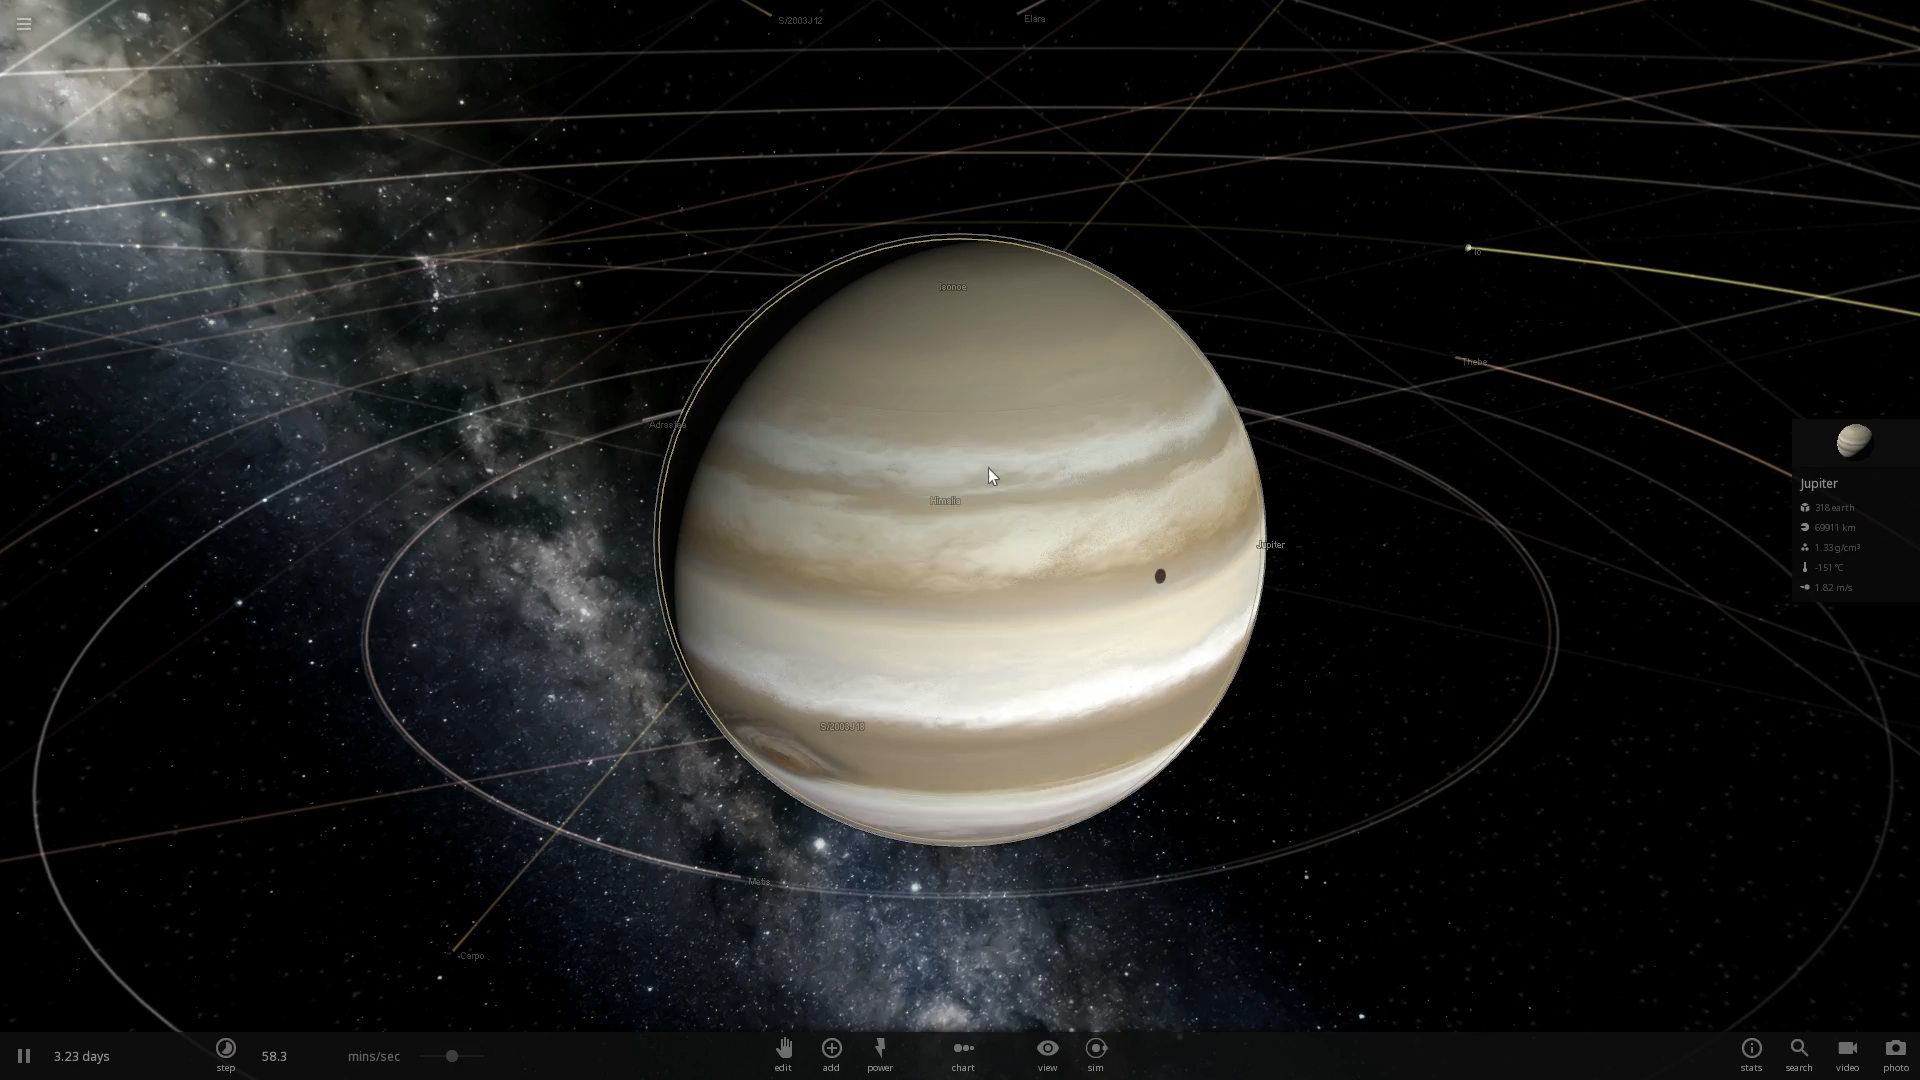 S/2003J12
Elara
Isonoe
Io
Thebe
Adrastea
Himalia
Jupiter
Jupiter
318 earth
69911 km
1.33 g/cm³
-151 °C
1.82 m/s
S/2003J18
Metis
Carpo
3.23 days
step
58.3
mins/sec
edit
add
power
chart
view
sim
stats
search
video
photo